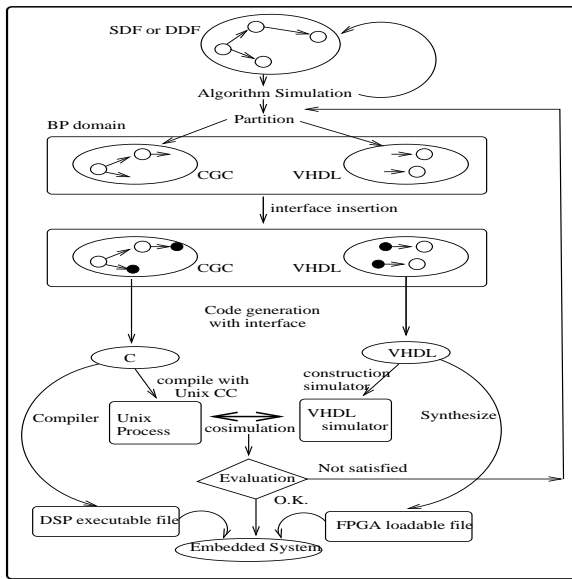 SDF or DDF
Algorithm Simulation
Partition
BP domain
CGC
VHDL
interface insertion
CGC
VHDL
Code generation
with interface
C
VHDL
compile with
Unix CC
construction
simulator
Compiler
Synthesize
Unix
Process
cosimulation
VHDL
simulator
Evaluation
Not satisfied
O.K.
DSP executable file
FPGA loadable file
Embedded System